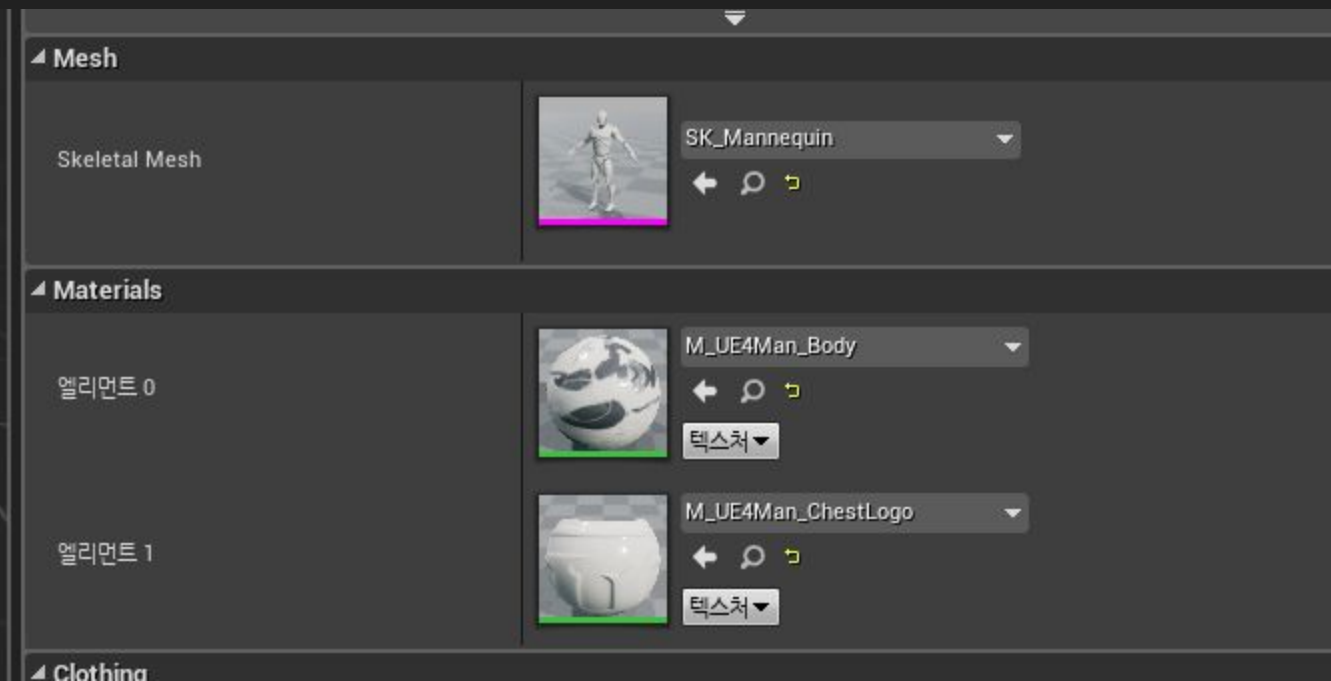 Mesh
Skeletal Mesh
SK_Mannequin
Materials
엘리먼트 0
M_UE4Man_Body
텍스처
엘리먼트 1
M_UE4Man_ChestLogo
텍스처
Clothing